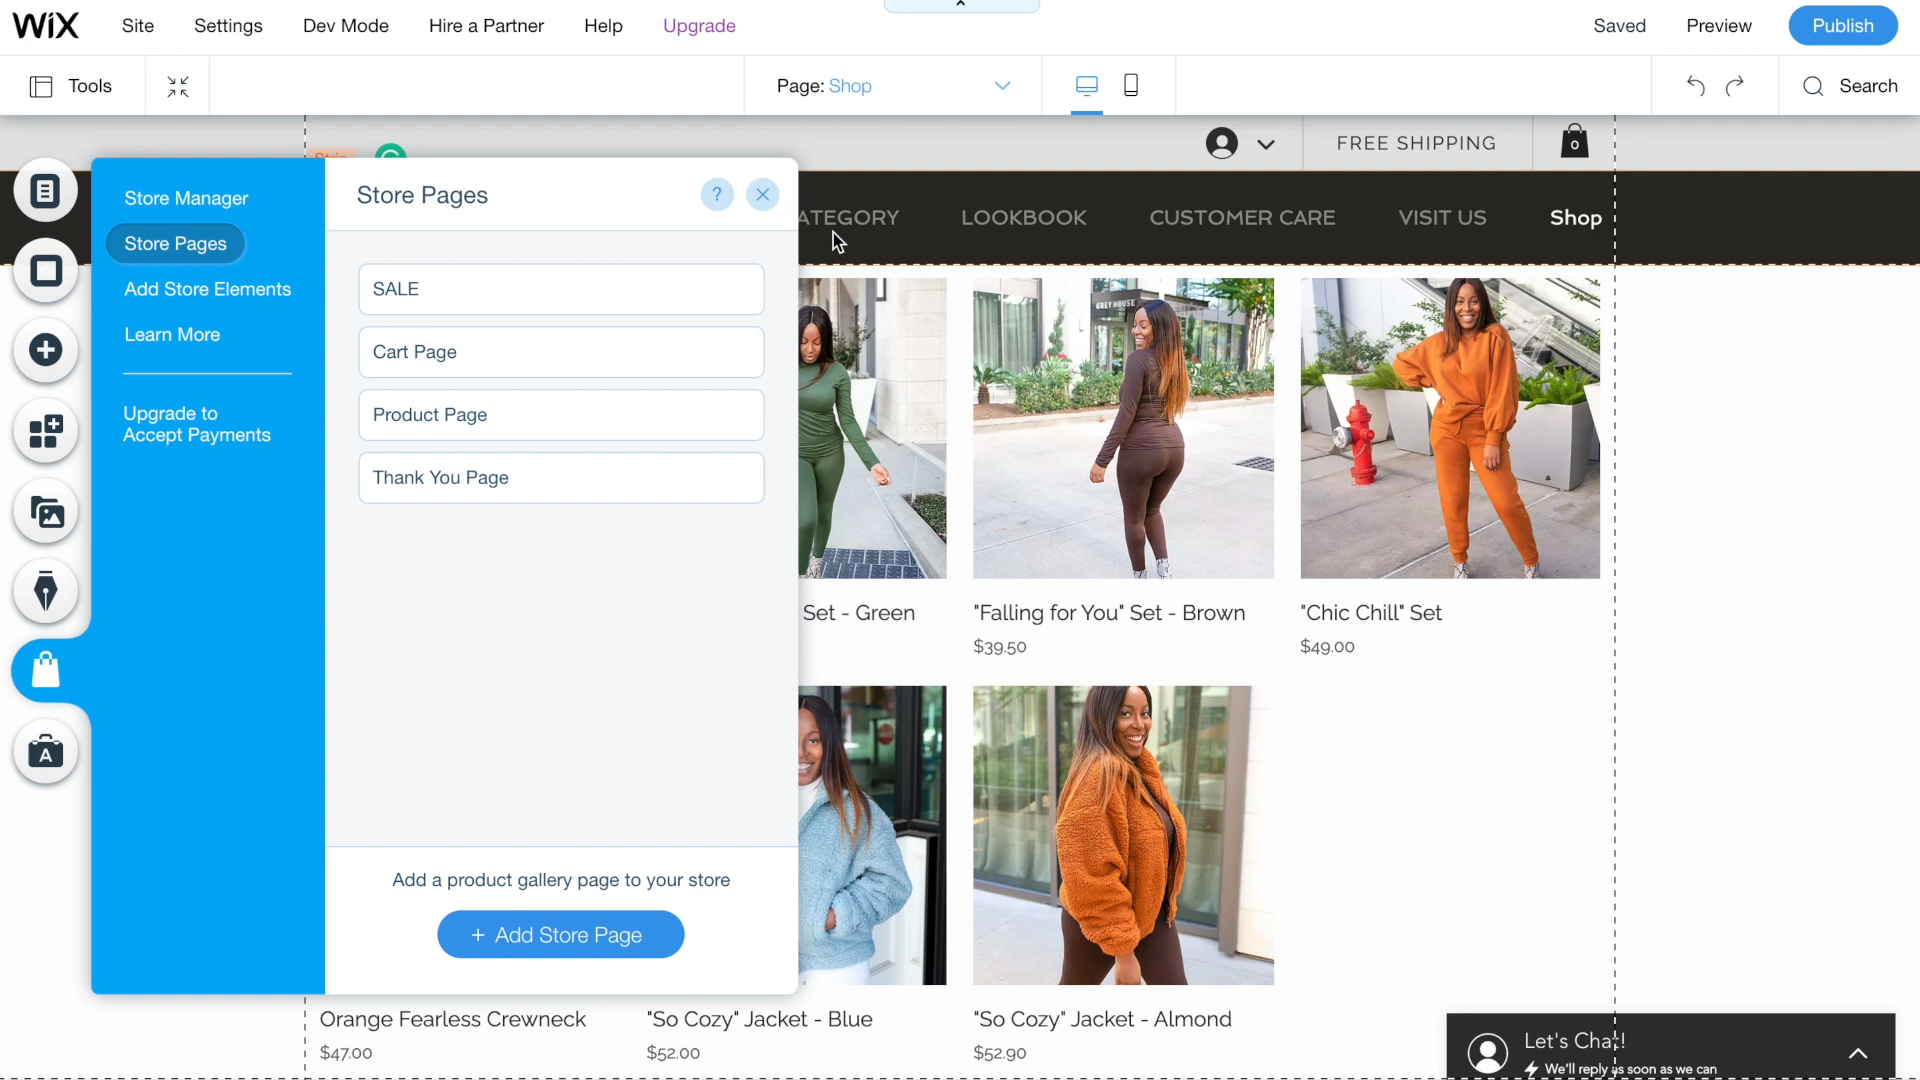 WiX
Site
Settings
Dev Mode
Hire a Partner
Help
Upgrade
Saved
Preview
Publish
Tools
Page: Shop
Search
FREE SHIPPING
0
Store Manager
Store Pages
Add Store Elements
Learn More
Upgrade to
Accept Payments
Store Pages
?
SALE
Cart Page
Product Page
Thank You Page
Add a product gallery page to your store
+ Add Store Page
ATEGORY
LOOKBOOK
CUSTOMER CARE
VISIT US
Shop
GREY HOUSE
Set - Green
"Falling for You" Set - Brown
$39.50
"Chic Chill" Set
$49.00
Orange Fearless Crewneck
$47.00
"So Cozy" Jacket - Blue
$52.00
"So Cozy" Jacket - Almond
$52.90
A
Let's Chat!
We'll reply as soon as we can